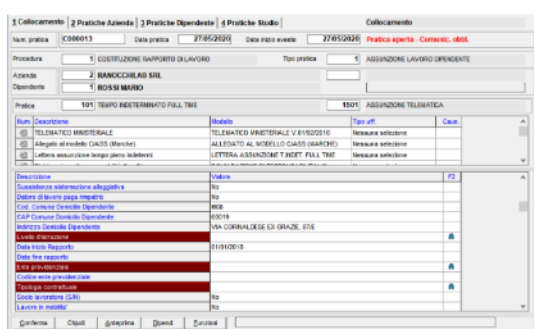 1 Collocamento 2 Pratiche Azienda 3 Pratiche Dipendente 4 Pratiche Studio Collocamento
Num. pratica C000013 Data pratica 27/05/2020 Data inizio evento 27/05/2020 Pratica aperta - Comunic. obbl.
Procedura 1 COSTITUZIONE RAPPORTO DI LAVORO Tipo pratica 1 ASSUNZIONE LAVORO DIPENDENTE
Azienda 2 RANOCCHILAB SRL
Dipendente 1 ROSSI MARIO
Pratica 101 TEMPO INDETERMINATO FULL TIME 1501 ASSUNZIONE TELEMATICA
Num. Descrizione Modello Tipo uff. Caus.
TELEMATICO MINISTERIALE TELEMATICO MINISTERIALE V.01/02/2016 Nessuna selezione
Allegato al modello C/ASS (Marche) ALLEGATO AL MODELLO C/ASS (MARCHE) Nessuna selezione
Lettera assunzione tempo pieno indetermi LETTERA ASSUNZIONE T.INDET. FULL TIME Nessuna selezione
Descrizione Valore F2
Sussistenza sistemazione alloggiativa No
Datore di lavoro paga rimpatrio No
Cod. Comune Domicilio Dipendente I608
CAP Comune Domicilio Dipendente 60019
Indirizzo Domicilio Dipendente VIA CORINALDESE EX GRAZIE, 67/E
Livello d'istruzione
Data Inizio Rapporto 01/01/2018
Data fine rapporto
Ente previdenziale
Codice ente previdenziale
Tipologia contrattuale
Socio lavoratore (S/N) No
Lavoro in mobilita' No
Conferma Chiudi Anteprima Dipend Funzioni